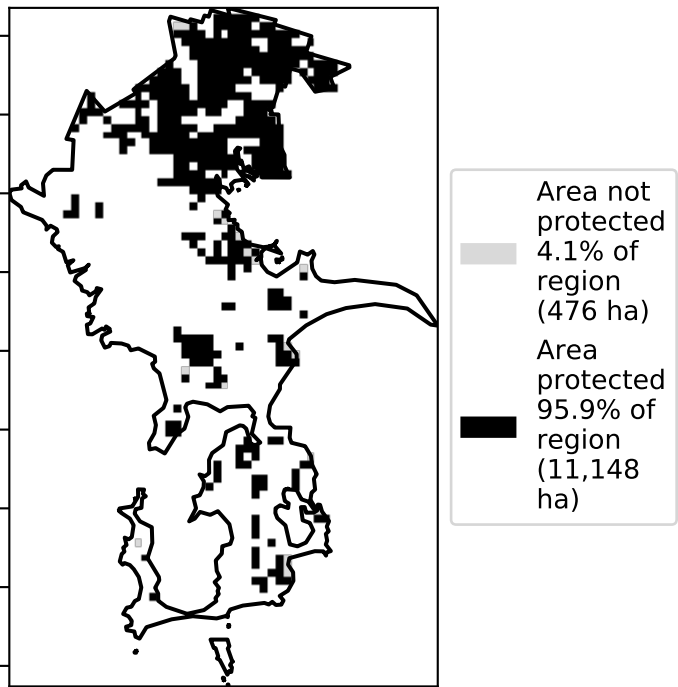 Area not
protected
4.1% of
region
(476 ha)
Area
protected
95.9% of
region
(11,148
ha)